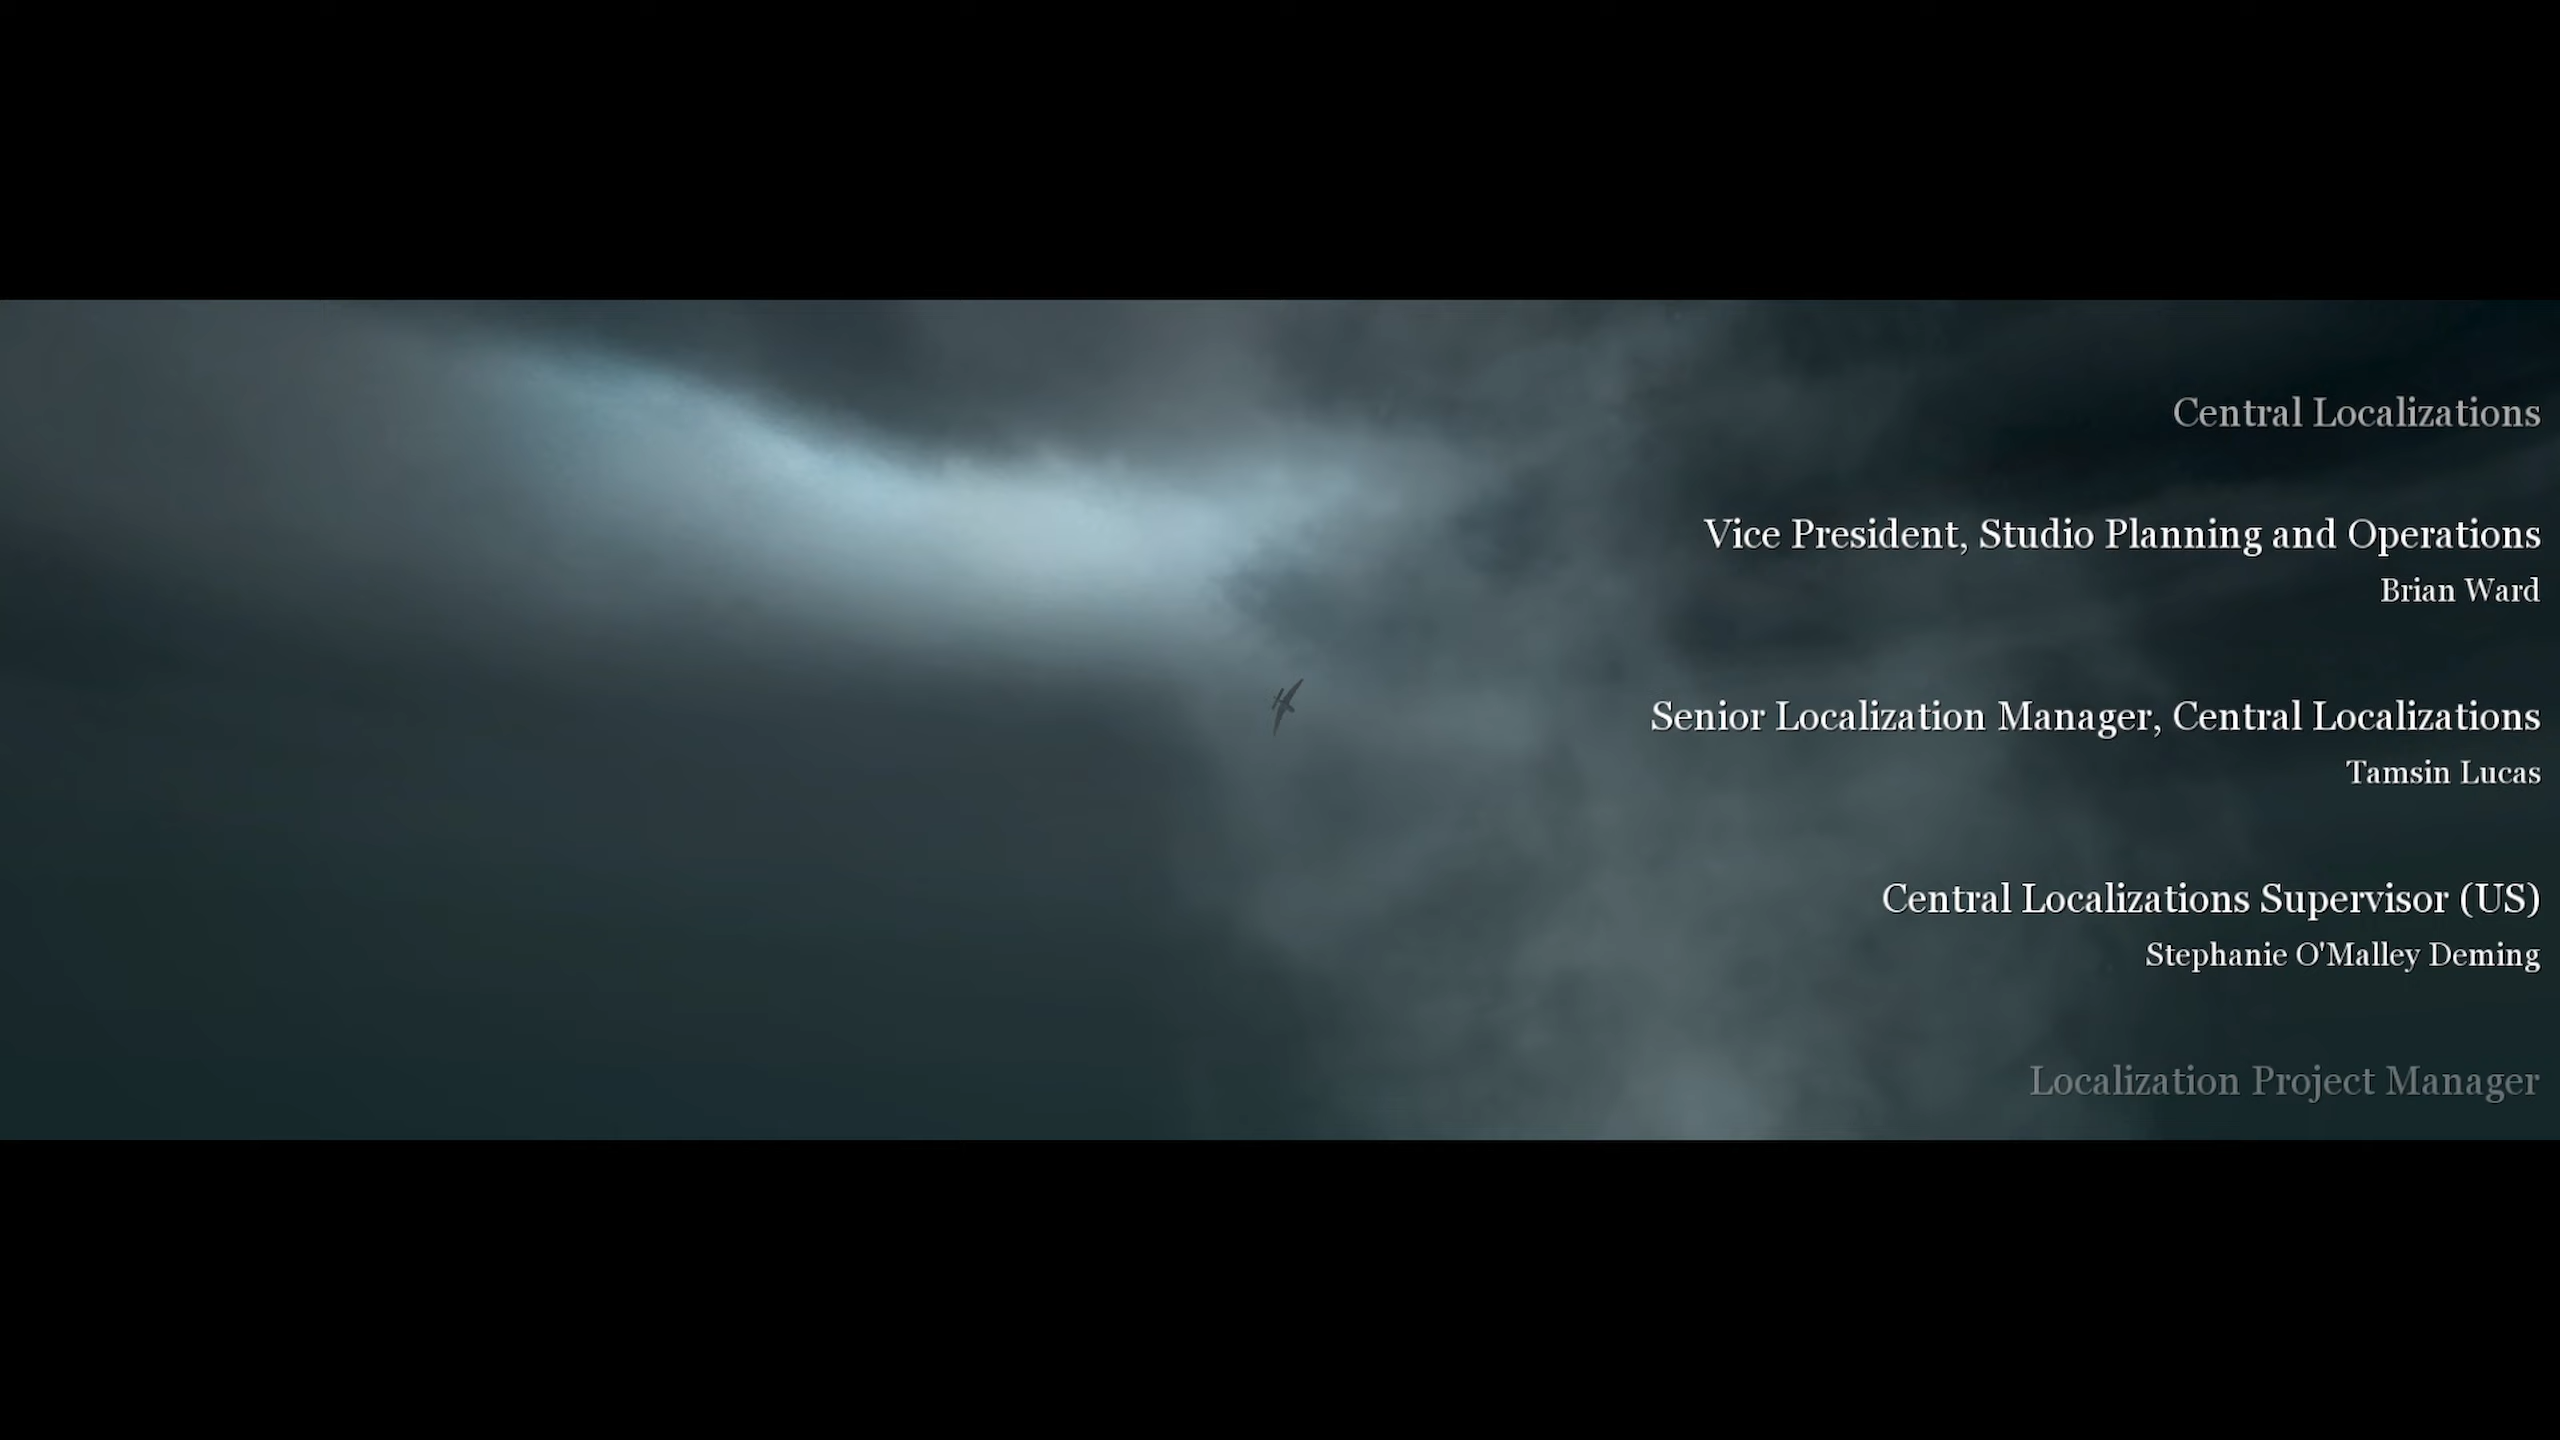 Central Localizations
Vice President, Studio Planning and Operations
Brian Ward
Senior Localization Manager, Central Localizations
Tamsin Lucas
Central Localizations Supervisor (US)
Stephanie O'Malley Deming
Localization Project Manager